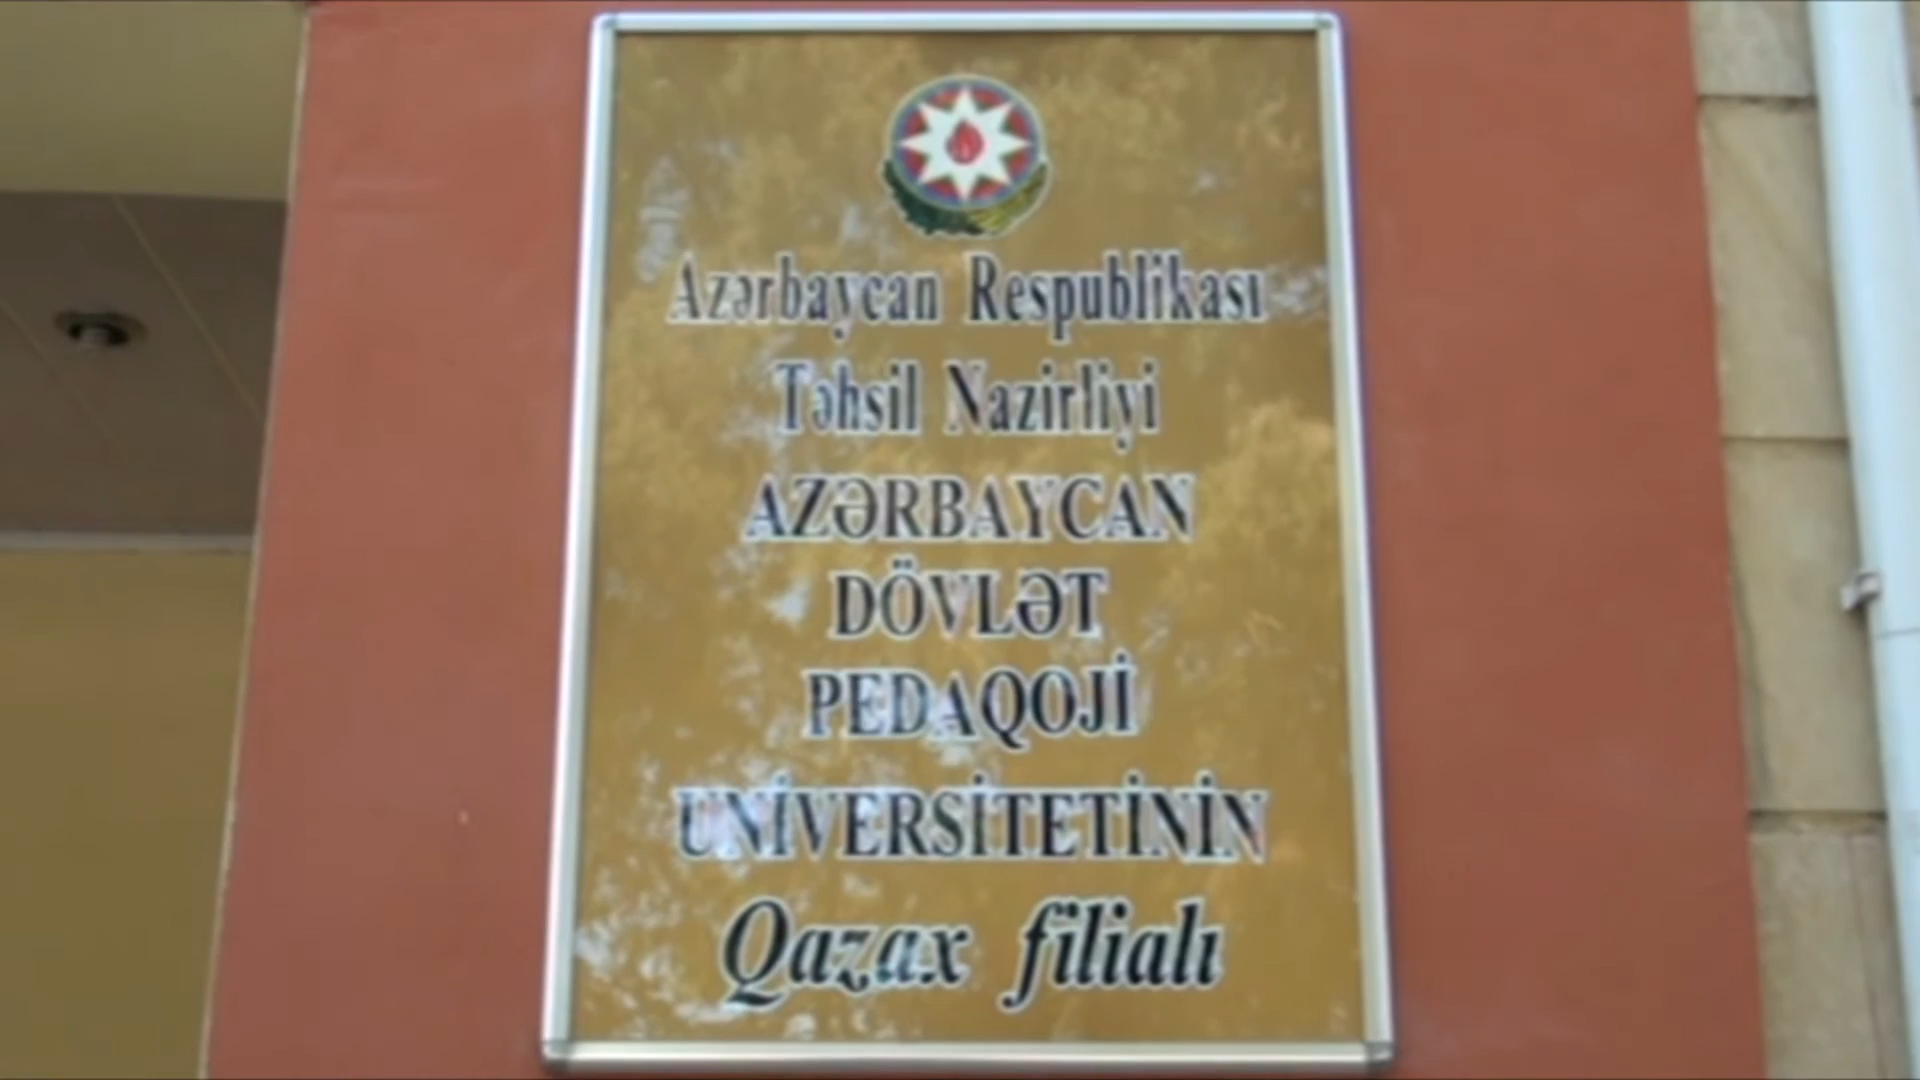 Azərbaycan Respublikası
Təhsil Nazirliyi
AZƏRBAYCAN
DÖVLƏT
PEDAQOJİ
UNİVERSİTETİNİN
Qazax filialı